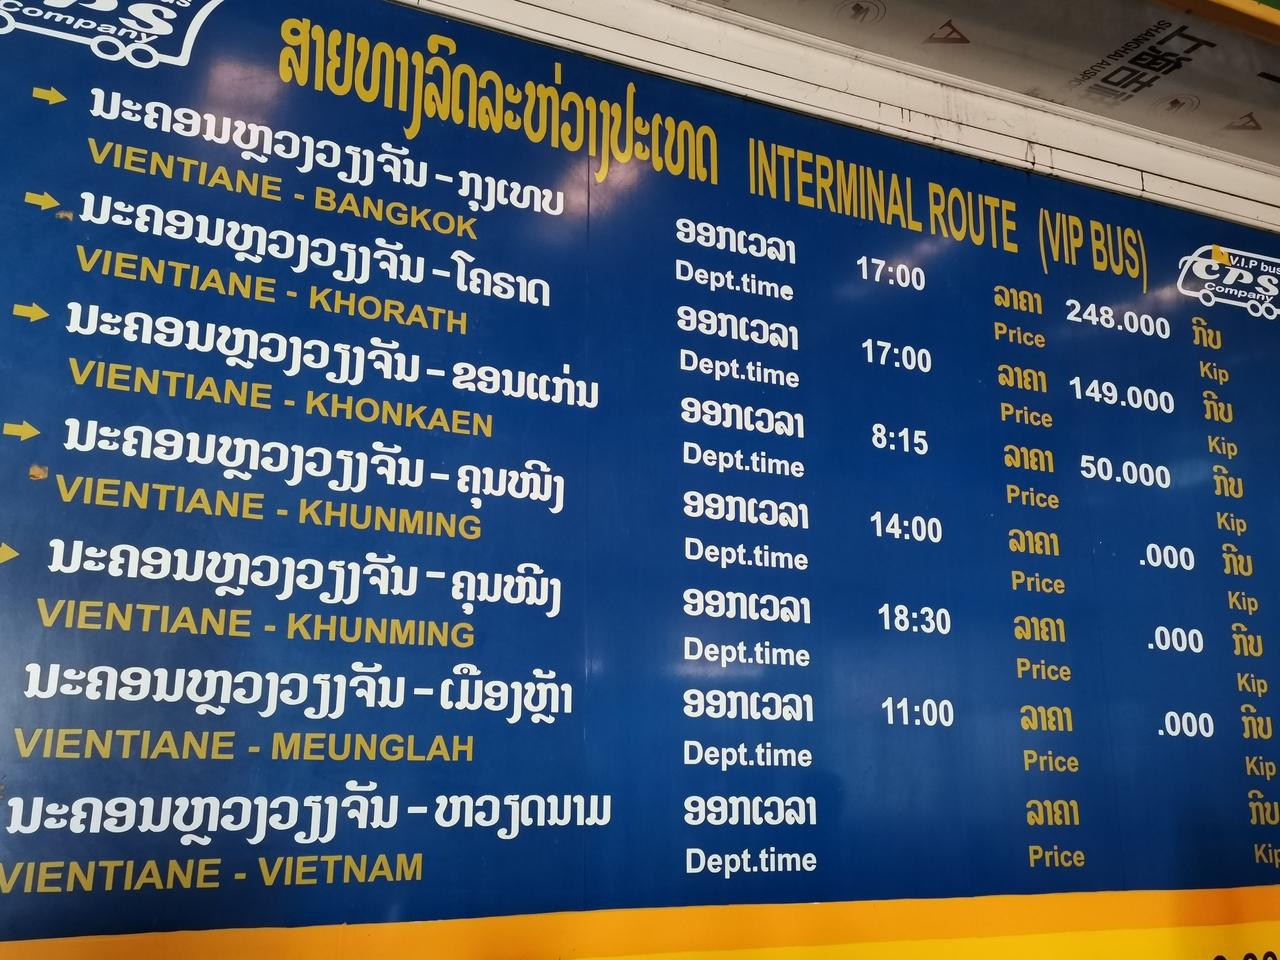 CPS
Company
ສາຍທາງລົດລະຫ່ວາງປະເທດ INTERMINAL ROUTE (VIP BUS)
V.I.P bus
CPS
Company
ນະຄອນຫຼວງວຽງຈັນ - ກຸງເທບ
VIENTIANE - BANGKOK
ອອກເວລາ 17:00 ລາຄາ 248.000 ກີບ
Dept.time Price Kip
ນະຄອນຫຼວງວຽງຈັນ - ໂຄຣາດ
VIENTIANE - KHORATH
ອອກເວລາ 17:00 ລາຄາ 149.000 ກີບ
Dept.time Price Kip
ນະຄອນຫຼວງວຽງຈັນ - ຂອນແກ່ນ
VIENTIANE - KHONKAEN
ອອກເວລາ 8:15 ລາຄາ 50.000 ກີບ
Dept.time Price Kip
ນະຄອນຫຼວງວຽງຈັນ - ຄຸນໝີງ
VIENTIANE - KHUNMING
ອອກເວລາ 14:00 ລາຄາ .000 ກີບ
Dept.time Price Kip
ນະຄອນຫຼວງວຽງຈັນ - ຄຸນໝີງ
VIENTIANE - KHUNMING
ອອກເວລາ 18:30 ລາຄາ .000 ກີບ
Dept.time Price Kip
ນະຄອນຫຼວງວຽງຈັນ - ເມືອງຫຼ້າ
VIENTIANE - MEUNGLAH
ອອກເວລາ 11:00 ລາຄາ .000 ກີບ
Dept.time Price Kip
ນະຄອນຫຼວງວຽງຈັນ - ຫວຽດນາມ
VIENTIANE - VIETNAM
ອອກເວລາ ລາຄາ ກີບ
Dept.time Price Kip